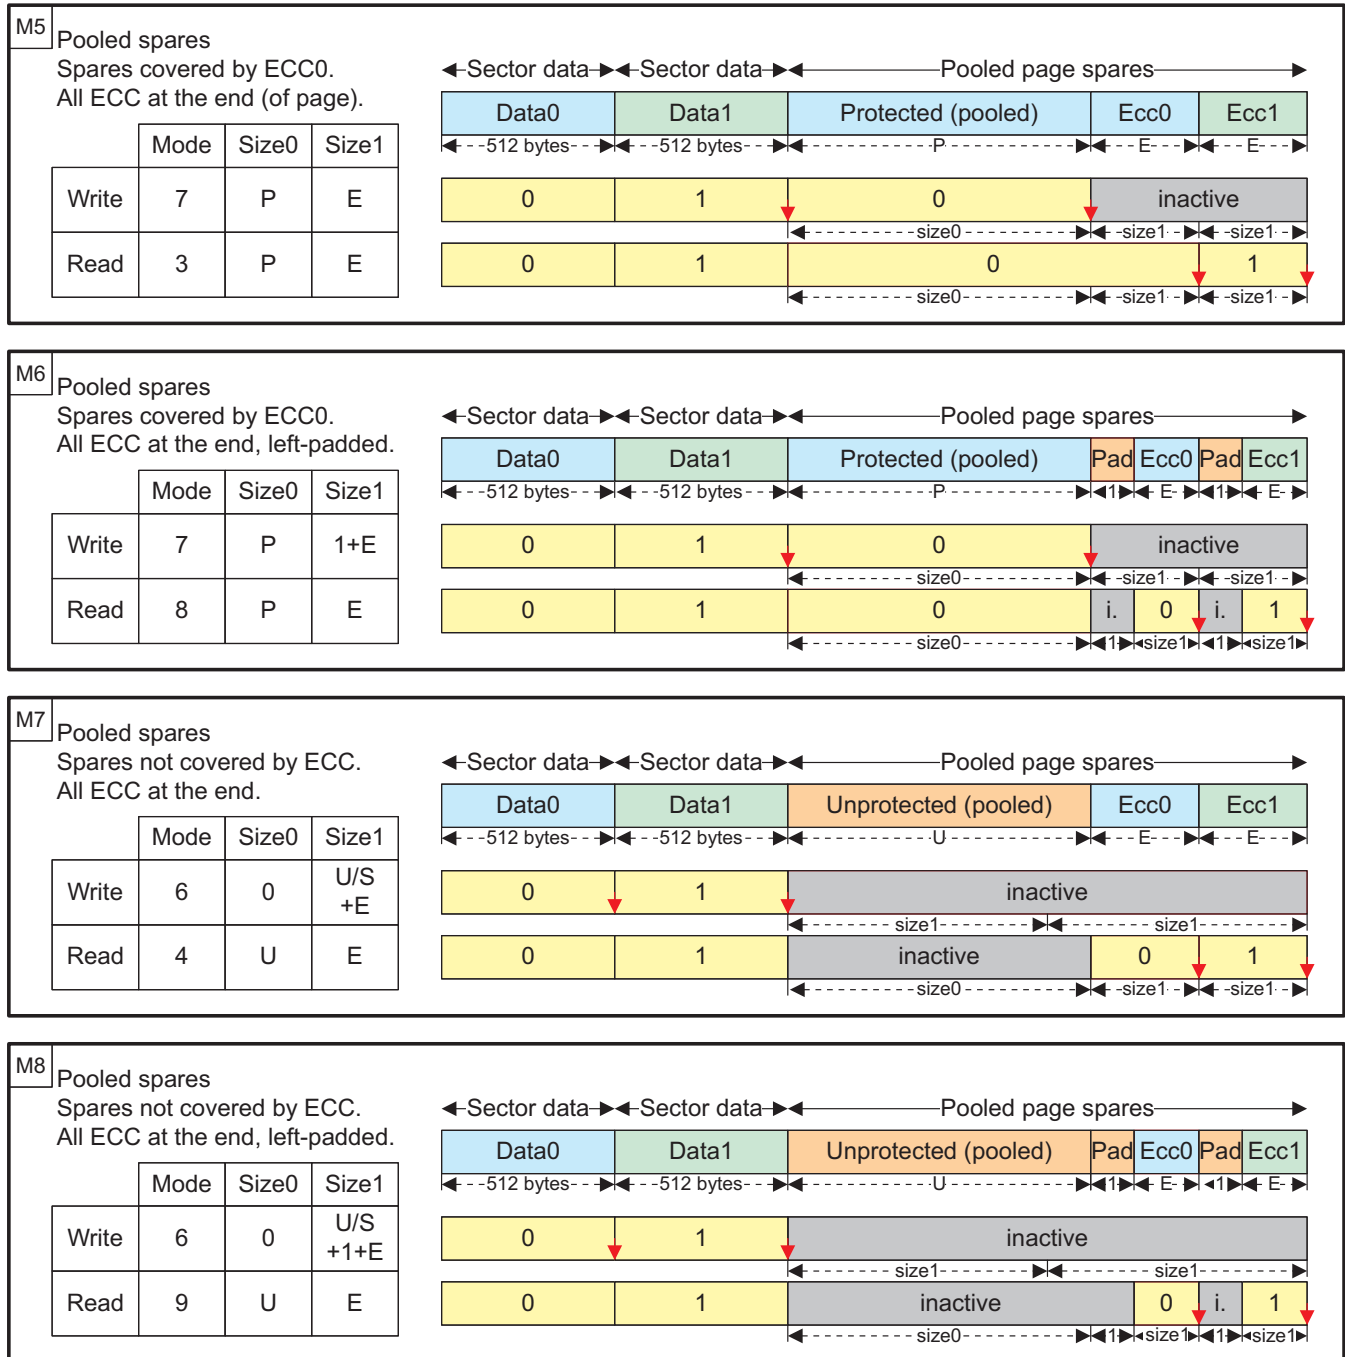 M5
Pooled spares
Spares covered by ECC0.
All ECC at the end (of page).
Mode Size0 Size1
Write 7 P E
Read 3 P E
Sector data Sector data Pooled page spares
Data0 Data1 Protected (pooled) Ecc0 Ecc1
512 bytes 512 bytes P E E
0 1 0 inactive
size0 size1 size1
0 1 0 1
size0 size1 size1
M6
Pooled spares
Spares covered by ECC0.
All ECC at the end, left-padded.
Mode Size0 Size1
Write 7 P 1+E
Read 8 P E
Sector data Sector data Pooled page spares
Data0 Data1 Protected (pooled) Pad Ecc0 Pad Ecc1
512 bytes 512 bytes P 1 E 1 E
0 1 0 inactive
size0 size1 size1
0 1 0 i. 0 i. 1
size0 1 size1 1 size1
M7
Pooled spares
Spares not covered by ECC.
All ECC at the end.
Mode Size0 Size1
Write 6 0 U/S
+E
Read 4 U E
Sector data Sector data Pooled page spares
Data0 Data1 Unprotected (pooled) Ecc0 Ecc1
512 bytes 512 bytes U E E
0 1 inactive
size1 size1
0 1 inactive 0 1
size0 size1 size1
M8
Pooled spares
Spares not covered by ECC.
All ECC at the end, left-padded.
Mode Size0 Size1
Write 6 0 U/S
+1+E
Read 9 U E
Sector data Sector data Pooled page spares
Data0 Data1 Unprotected (pooled) Pad Ecc0 Pad Ecc1
512 bytes 512 bytes U 1 E 1 E
0 1 inactive
size1 size1
0 1 inactive 0 i. 1
size0 1 size1 1 size1